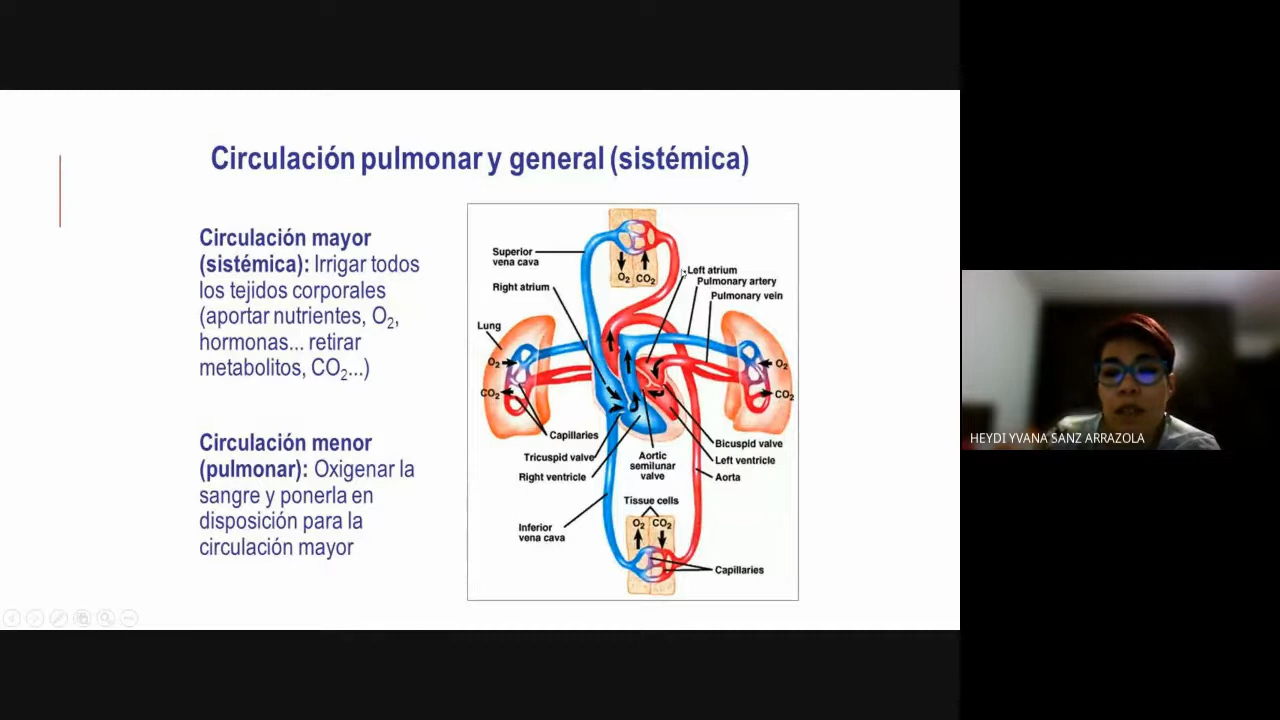 Circulación pulmonar y general (sistémica)
Circulación mayor
(sistémica): Irrigar todos
los tejidos corporales
(aportar nutrientes, O2,
hormonas... retirar
metabolitos, CO2...)
Circulación menor
(pulmonar): Oxigenar la
sangre y ponerla en
disposición para la
circulación mayor
Superior
vena cava
Right atrium
Lung
O2
CO2
O2
CO2
Left atrium
Pulmonary artery
Pulmonary vein
O2
CO2
Capillaries
Tricuspid valve
Right ventricle
Aortic
semilunar
valve
Bicuspid valve
Left ventricle
Aorta
Tissue cells
O2
CO2
Inferior
vena cava
Capillaries
HEYDI YVANA SANZ ARRAZOLA